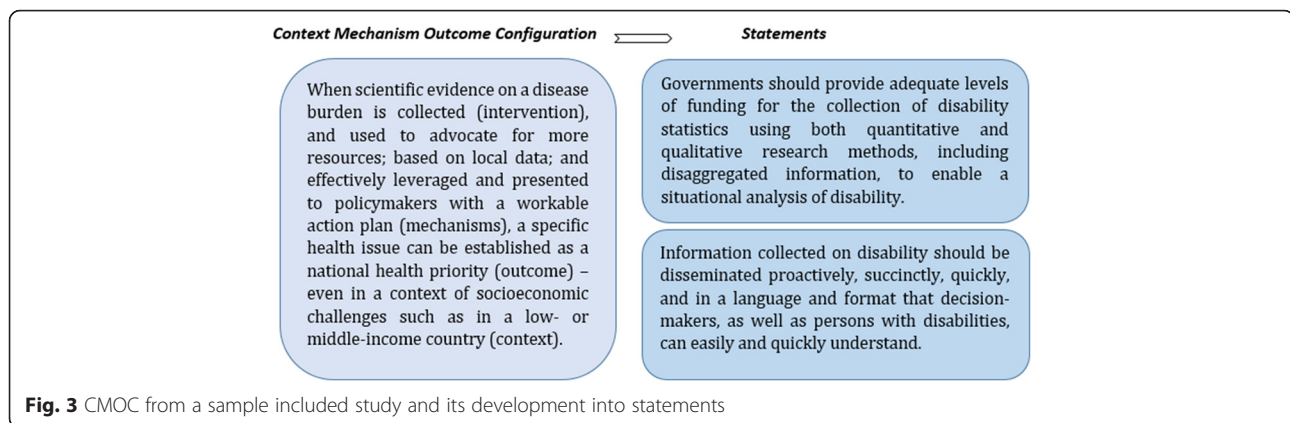 Context Mechanism Outcome Configuration
Statements
When scientific evidence on a disease
burden is collected (intervention),
and used to advocate for more
resources; based on local data; and
effectively leveraged and presented
to policymakers with a workable
action plan (mechanisms), a specific
health issue can be established as a
national health priority (outcome) –
even in a context of socioeconomic
challenges such as in a low- or
middle-income country (context).
Governments should provide adequate levels
of funding for the collection of disability
statistics using both quantitative and
qualitative research methods, including
disaggregated information, to enable a
situational analysis of disability.
Information collected on disability should be
disseminated proactively, succinctly, quickly,
and in a language and format that decision-
makers, as well as persons with disabilities,
can easily and quickly understand.
Fig. 3 CMOC from a sample included study and its development into statements